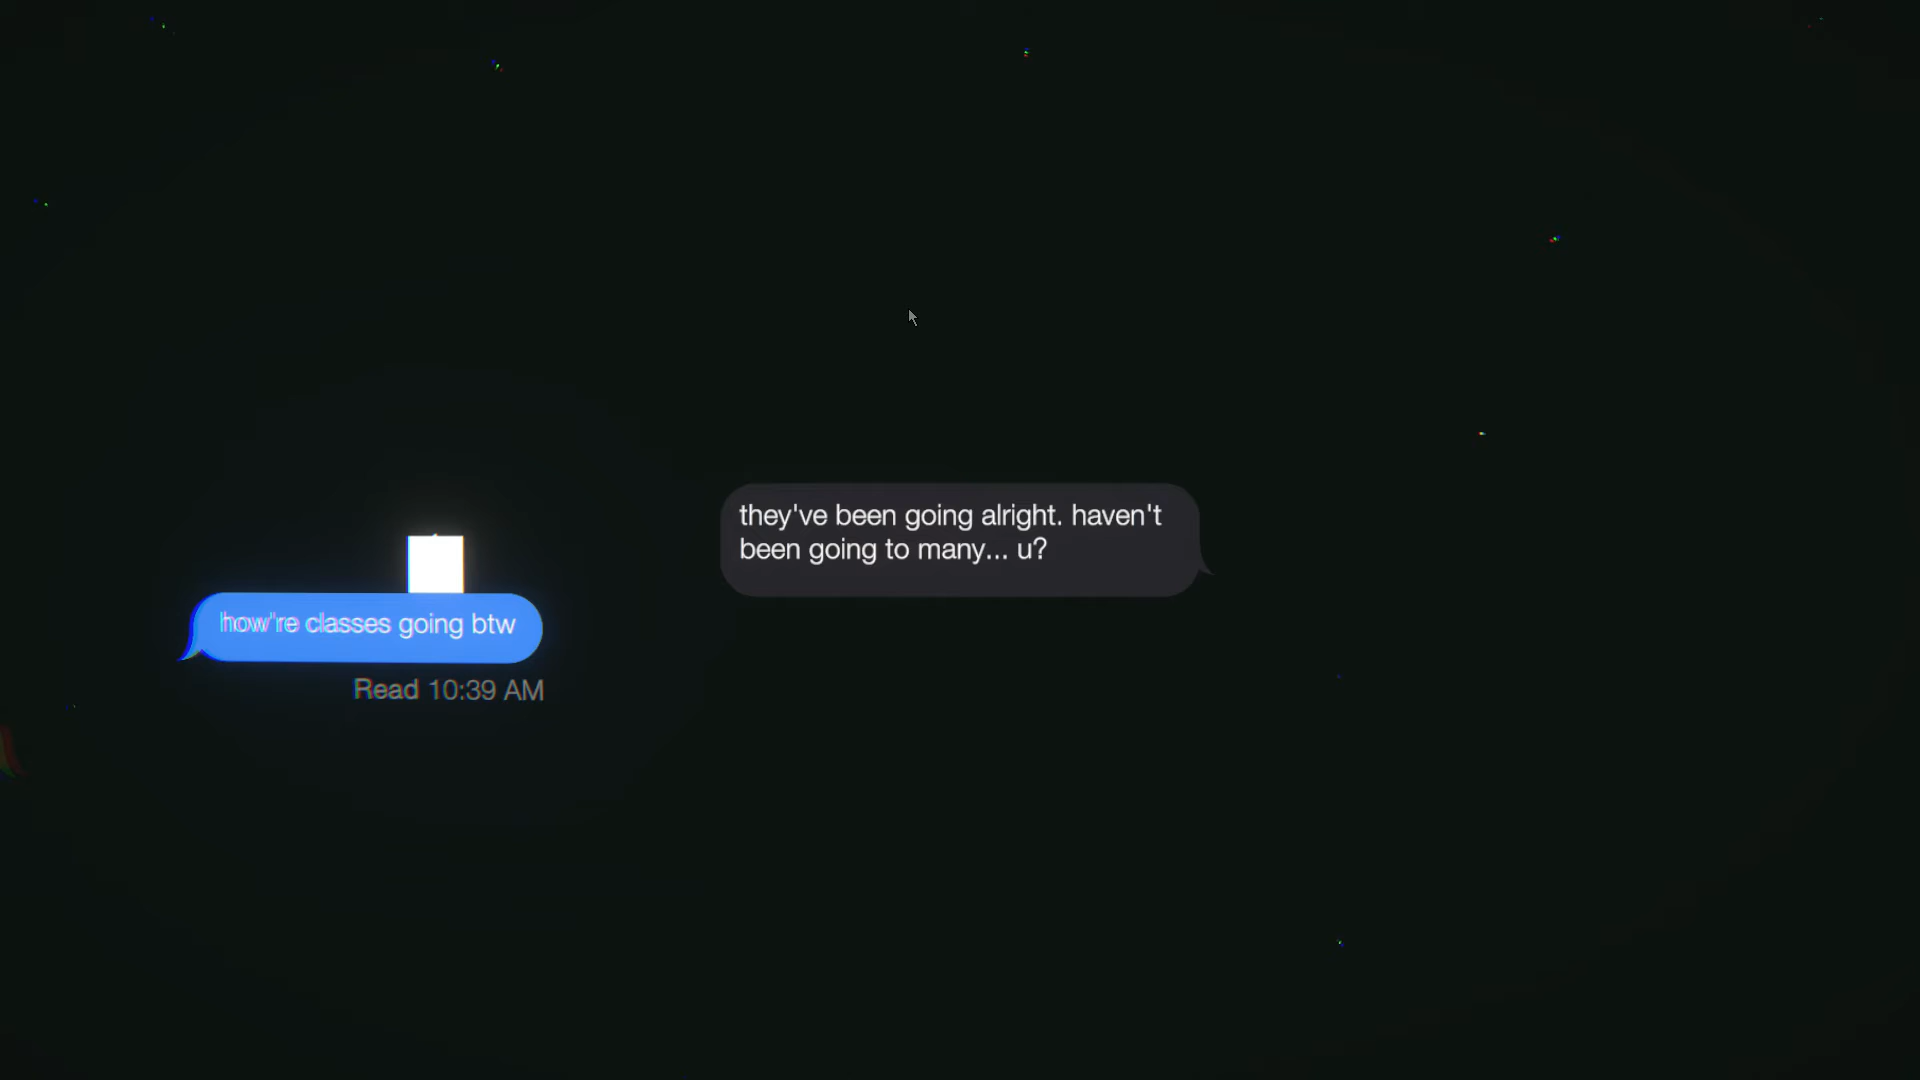 they've been going alright. haven't
been going to many... u?
how're classes going btw
Read 10:39 AM